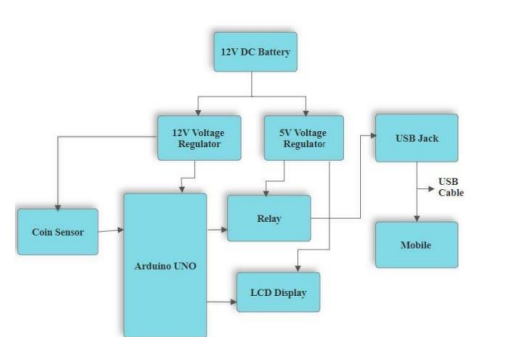 12V DC Battery
12V Voltage
Regulator
5V Voltage
Regulator
USB Jack
USB
Cable
Coin Sensor
Arduino UNO
Relay
Mobile
LCD Display